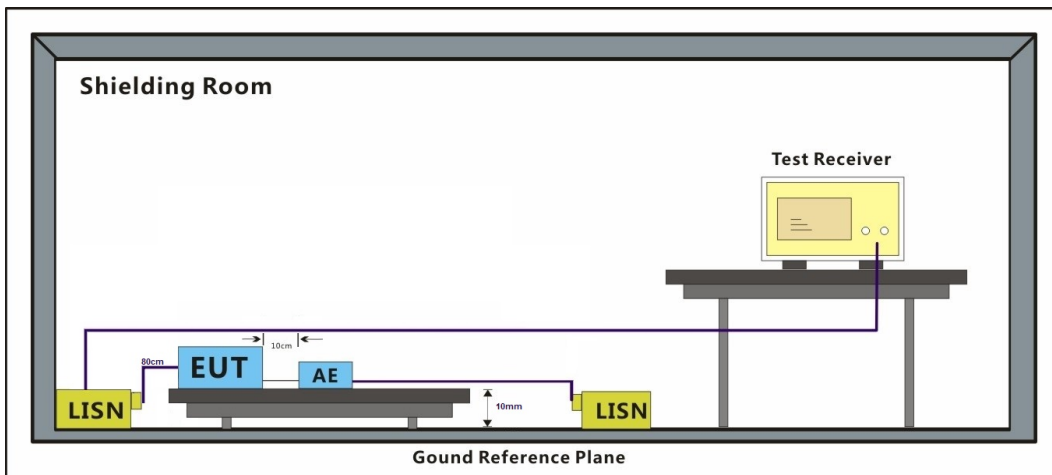 Shielding Room
Test Receiver
10cm
80cm
EUT
AE
LISN
10mm
LISN
Gound Reference Plane